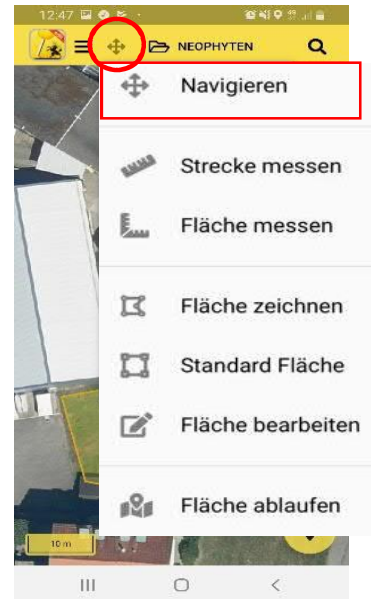 12:47
NEOPHYTEN
Navigieren
Strecke messen
Fläche messen
Fläche zeichnen
Standard Fläche
Fläche bearbeiten
Fläche ablaufen
10 m